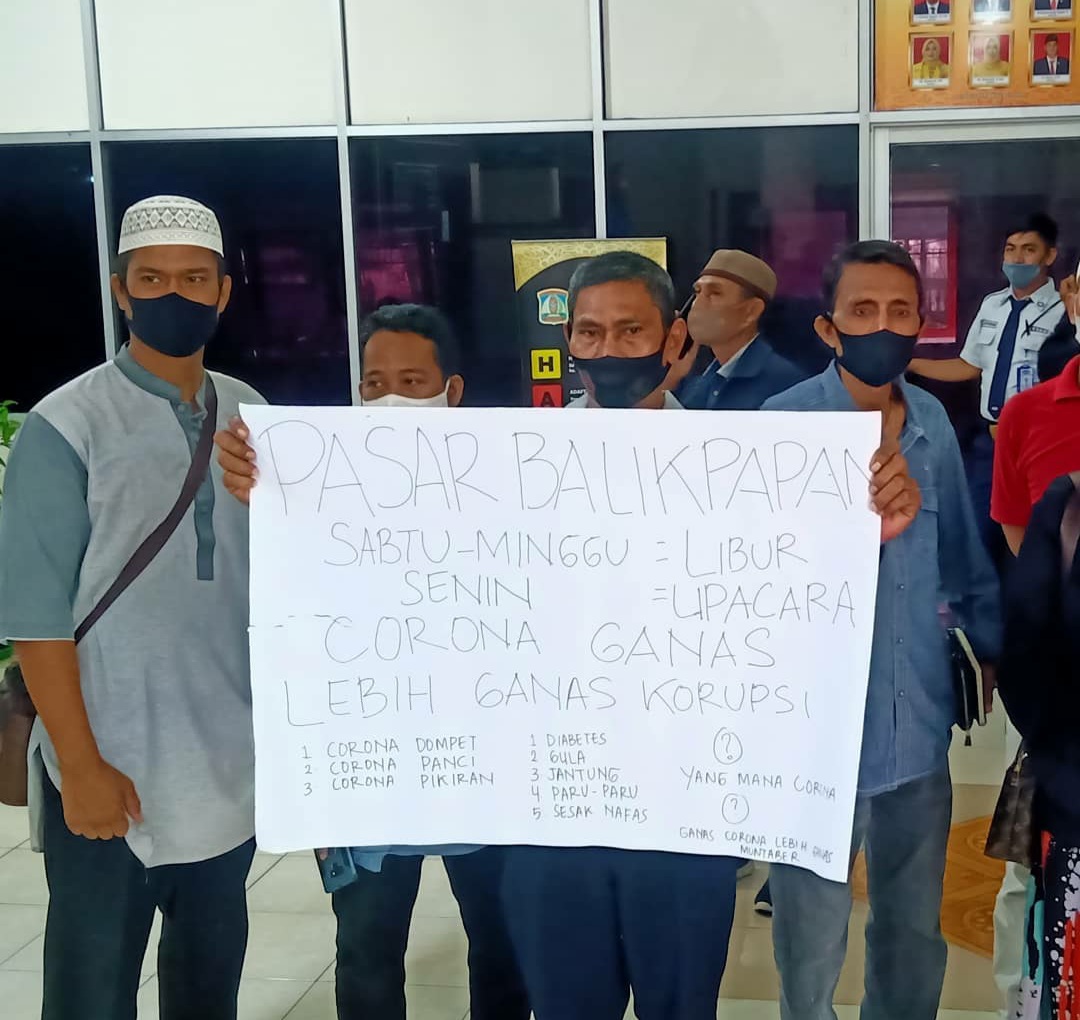 PASAR BALIKPAPAN
SABTU-MINGGU = LIBUR
SENIN = UPACARA
CORONA GANAS
LEBIH GANAS KORUPSI
1 CORONA DOMPET
2 CORONA PANCI
3 CORONA PIKIRAN
1 DIABETES
2 GULA
3 JANTUNG
4 PARU-PARU
5 SESAK NAFAS
?
YANG MANA CORONA
?
GANAS CORONA LEBIH GANAS
MUNTABER
H
A